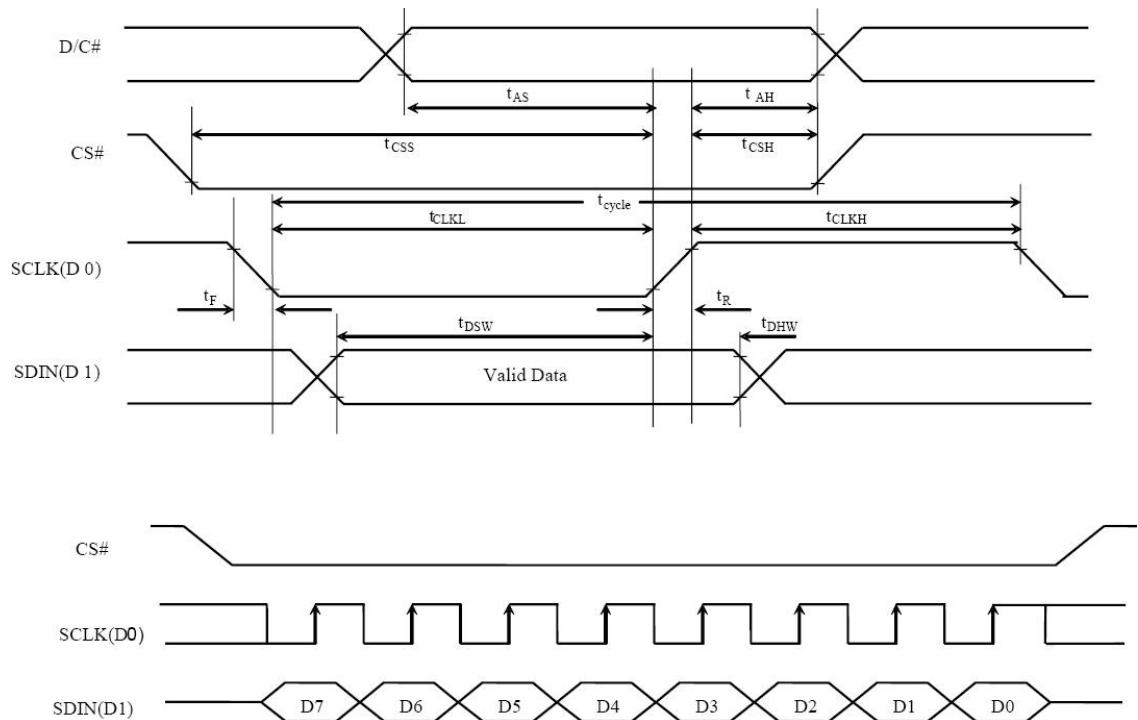 D/C#
tAS
tAH
CS#
tCSS
tCSH
tcycle
tCLKL
tCLKH
SCLK(D 0)
tF
tR
tDSW
tDHW
SDIN(D 1)
Valid Data
CS#
SCLK(D0)
SDIN(D1)
D7
D6
D5
D4
D3
D2
D1
D0